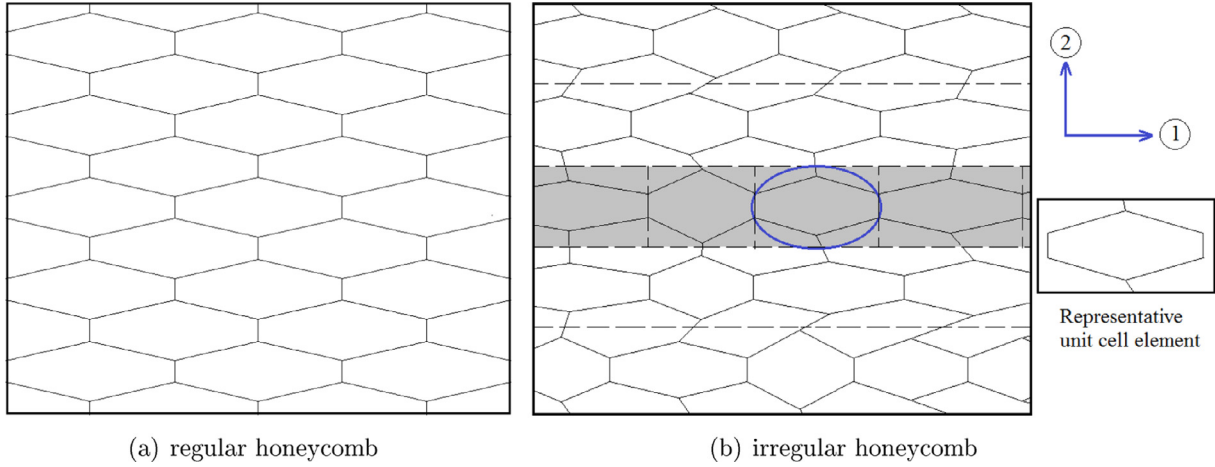 ②
①
Representative
unit cell element
(a) regular honeycomb
(b) irregular honeycomb